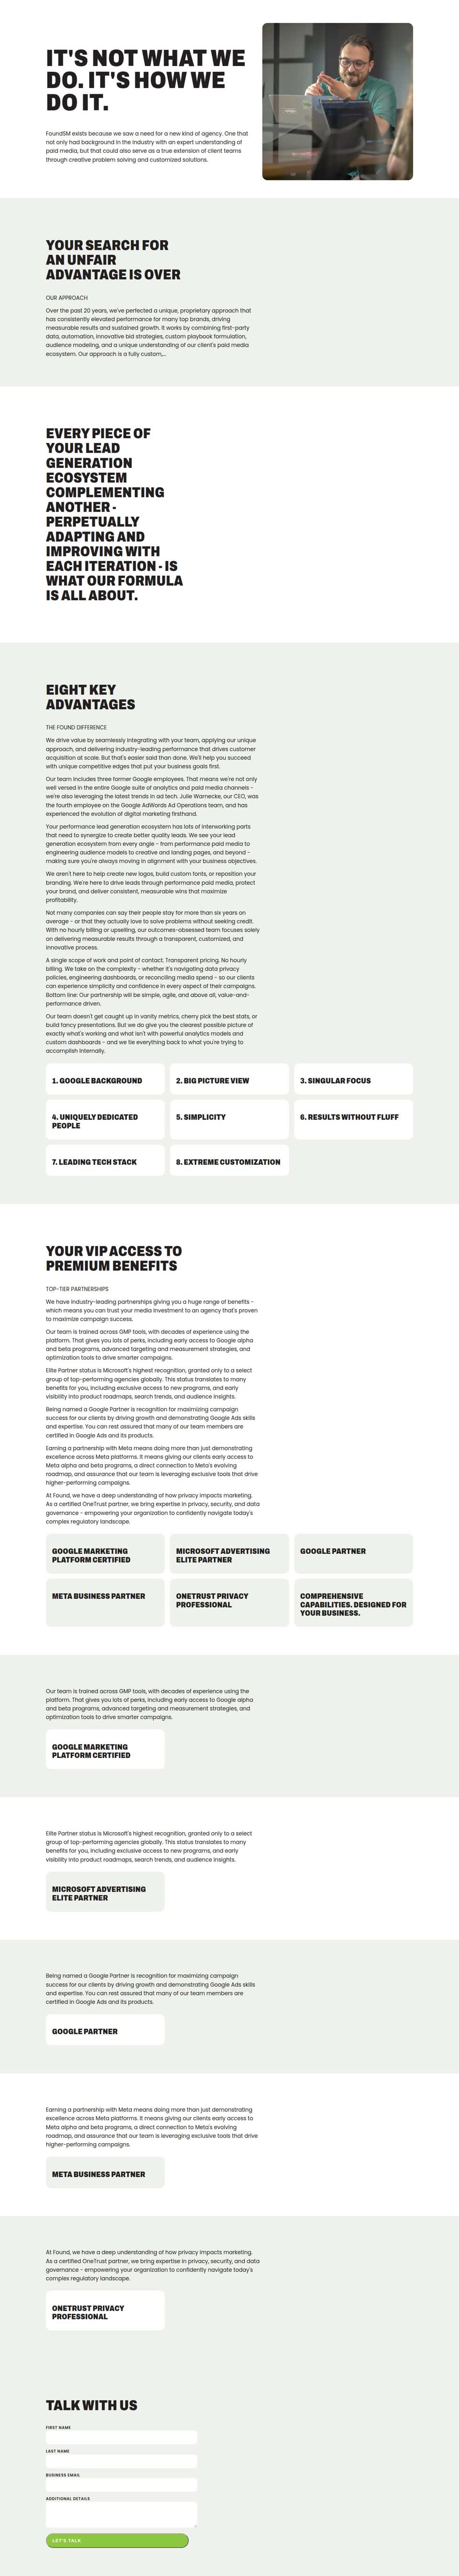 IT'S NOT WHAT WE
DO. IT'S HOW WE
DO IT.
FoundSM exists because we saw a need for a new kind of agency. One that
not only had background in the industry with an expert understanding of
paid media, but that could also serve as a true extension of client teams
through creative problem solving and customized solutions.
YOUR SEARCH FOR
AN UNFAIR
ADVANTAGE IS OVER
OUR APPROACH
Over the past 20 years, we've perfected a unique, proprietary approach that
has consistently elevated performance for many top brands, driving
measurable results and sustained growth. It works by combining first-party
data, automation, innovative bid strategies, custom playbook formulation,
audience modeling, and a unique understanding of our client's paid media
ecosystem. Our approach is a fully custom,...
EVERY PIECE OF
YOUR LEAD
GENERATION
ECOSYSTEM
COMPLEMENTING
ANOTHER -
PERPETUALLY
ADAPTING AND
IMPROVING WITH
EACH ITERATION - IS
WHAT OUR FORMULA
IS ALL ABOUT.
EIGHT KEY
ADVANTAGES
THE FOUND DIFFERENCE
We drive value by seamlessly integrating with your team, applying our unique
approach, and delivering industry-leading performance that drives customer
acquisition at scale. But that's easier said than done. We'll help you succeed
with unique competitive edges that put your business goals first.
Our team includes three former Google employees. That means we're not only
well versed in the entire Google suite of analytics and paid media channels -
we're also leveraging the latest trends in ad tech. Julie Warnecke, our CEO, was
the fourth employee on the Google AdWords Ad Operations team, and has
experienced the evolution of digital marketing firsthand.
Your performance lead generation ecosystem has lots of interworking parts
that need to synergize to create better quality leads. We see your lead
generation ecosystem from every angle - from performance paid media to
engineering audience models to creative and landing pages, and beyond -
making sure you're always moving in alignment with your business objectives.
We aren't here to help create new logos, build custom fonts, or reposition your
branding. We're here to drive leads through performance paid media, protect
your brand, and deliver consistent, measurable wins that maximize
profitability.
Not many companies can say their people stay for more than six years on
average - or that they actually love to solve problems without seeking credit.
With no hourly billing or upselling, our outcomes-obsessed team focuses solely
on delivering measurable results through a transparent, customized, and
innovative process.
A single scope of work and point of contact. Transparent pricing. No hourly
billing. We take on the complexity - whether it's navigating data privacy
policies, engineering dashboards, or reconciling media spend - so our clients
can experience simplicity and confidence in every aspect of their campaigns.
Bottom line: Our partnership will be simple, agile, and above all, value-and-
performance driven.
Our team doesn't get caught up in vanity metrics, cherry pick the best stats, or
build fancy presentations. But we do give you the clearest possible picture of
exactly what's working and what isn't with powerful analytics models and
custom dashboards - and we tie everything back to what you're trying to
accomplish internally.
1. GOOGLE BACKGROUND
2. BIG PICTURE VIEW
3. SINGULAR FOCUS
4. UNIQUELY DEDICATED
PEOPLE
5. SIMPLICITY
6. RESULTS WITHOUT FLUFF
7. LEADING TECH STACK
8. EXTREME CUSTOMIZATION
YOUR VIP ACCESS TO
PREMIUM BENEFITS
TOP-TIER PARTNERSHIPS
We have industry-leading partnerships giving you a huge range of benefits -
which means you can trust your media investment to an agency that's proven
to maximize campaign success.
Our team is trained across GMP tools, with decades of experience using the
platform. That gives you lots of perks, including early access to Google alpha
and beta programs, advanced targeting and measurement strategies, and
optimization tools to drive smarter campaigns.
Elite Partner status is Microsoft's highest recognition, granted only to a select
group of top-performing agencies globally. This status translates to many
benefits for you, including exclusive access to new programs, and early
visibility into product roadmaps, search trends, and audience insights.
Being named a Google Partner is recognition for maximizing campaign
success for our clients by driving growth and demonstrating Google Ads skills
and expertise. You can rest assured that many of our team members are
certified in Google Ads and its products.
Earning a partnership with Meta means doing more than just demonstrating
excellence across Meta platforms. It means giving our clients early access to
Meta alpha and beta programs, a direct connection to Meta's evolving
roadmap, and assurance that our team is leveraging exclusive tools that drive
higher-performing campaigns.
At Found, we have a deep understanding of how privacy impacts marketing.
As a certified OneTrust partner, we bring expertise in privacy, security, and data
governance - empowering your organization to confidently navigate today's
complex regulatory landscape.
GOOGLE MARKETING
PLATFORM CERTIFIED
MICROSOFT ADVERTISING
ELITE PARTNER
GOOGLE PARTNER
META BUSINESS PARTNER
ONETRUST PRIVACY
PROFESSIONAL
COMPREHENSIVE
CAPABILITIES. DESIGNED FOR
YOUR BUSINESS.
Our team is trained across GMP tools, with decades of experience using the
platform. That gives you lots of perks, including early access to Google alpha
and beta programs, advanced targeting and measurement strategies, and
optimization tools to drive smarter campaigns.
GOOGLE MARKETING
PLATFORM CERTIFIED
Elite Partner status is Microsoft's highest recognition, granted only to a select
group of top-performing agencies globally. This status translates to many
benefits for you, including exclusive access to new programs, and early
visibility into product roadmaps, search trends, and audience insights.
MICROSOFT ADVERTISING
ELITE PARTNER
Being named a Google Partner is recognition for maximizing campaign
success for our clients by driving growth and demonstrating Google Ads skills
and expertise. You can rest assured that many of our team members are
certified in Google Ads and its products.
GOOGLE PARTNER
Earning a partnership with Meta means doing more than just demonstrating
excellence across Meta platforms. It means giving our clients early access to
Meta alpha and beta programs, a direct connection to Meta's evolving
roadmap, and assurance that our team is leveraging exclusive tools that drive
higher-performing campaigns.
META BUSINESS PARTNER
At Found, we have a deep understanding of how privacy impacts marketing.
As a certified OneTrust partner, we bring expertise in privacy, security, and data
governance - empowering your organization to confidently navigate today's
complex regulatory landscape.
ONETRUST PRIVACY
PROFESSIONAL
TALK WITH US
FIRST NAME
LAST NAME
BUSINESS EMAIL
ADDITIONAL DETAILS
LET'S TALK